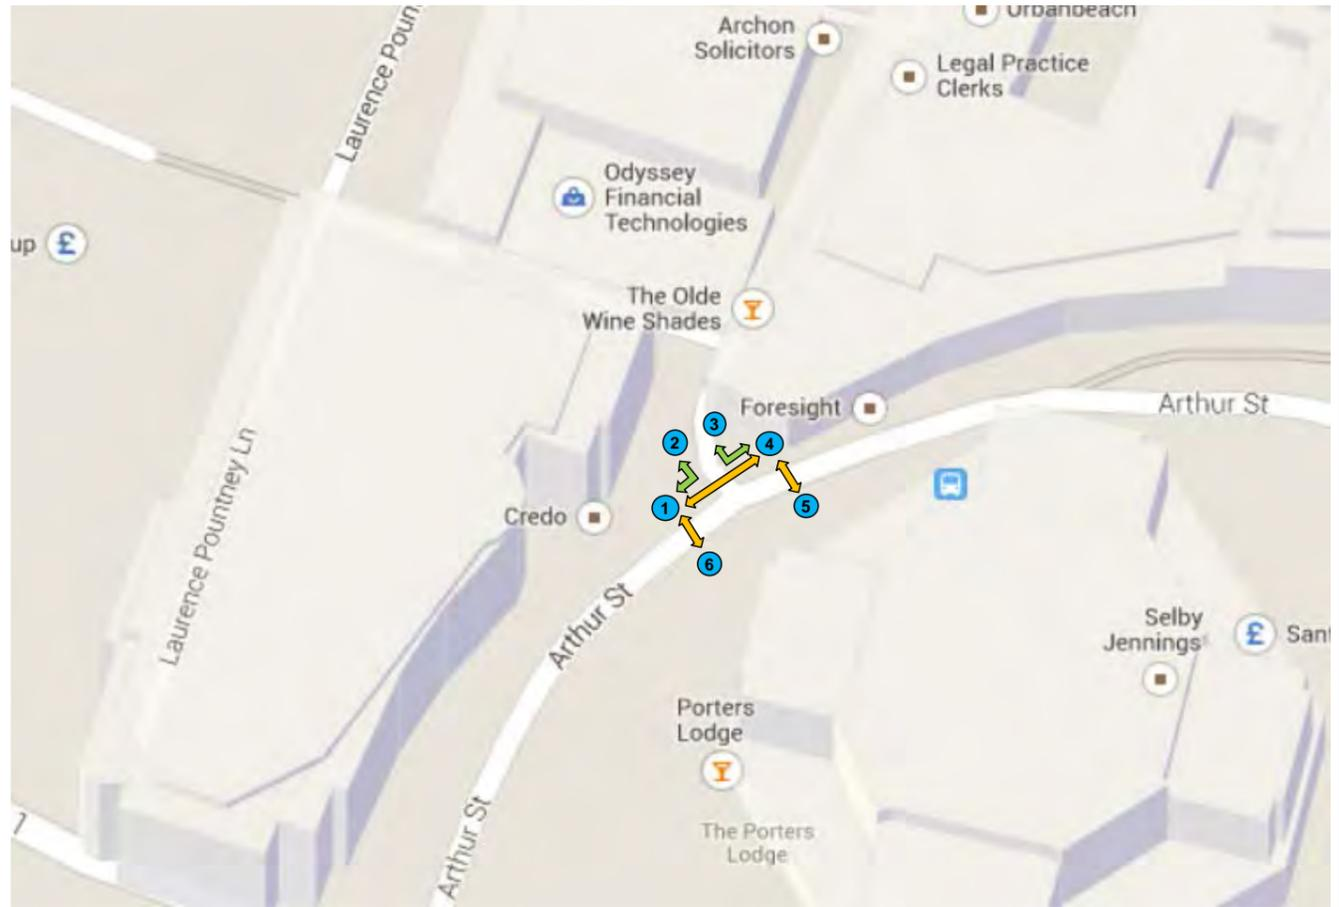 Urbanbeach
Archon
Solicitors
Legal Practice
Clerks
Laurence Poun
Odyssey
Financial
Technologies
up £
The Olde
Wine Shades
Foresight
Arthur St
3
2
4
1
5
6
Credo
Laurence Pountney Ln
Arthur St
Selby
Jennings
£ Sant
Porters
Lodge
The Porters
Lodge
Arthur St